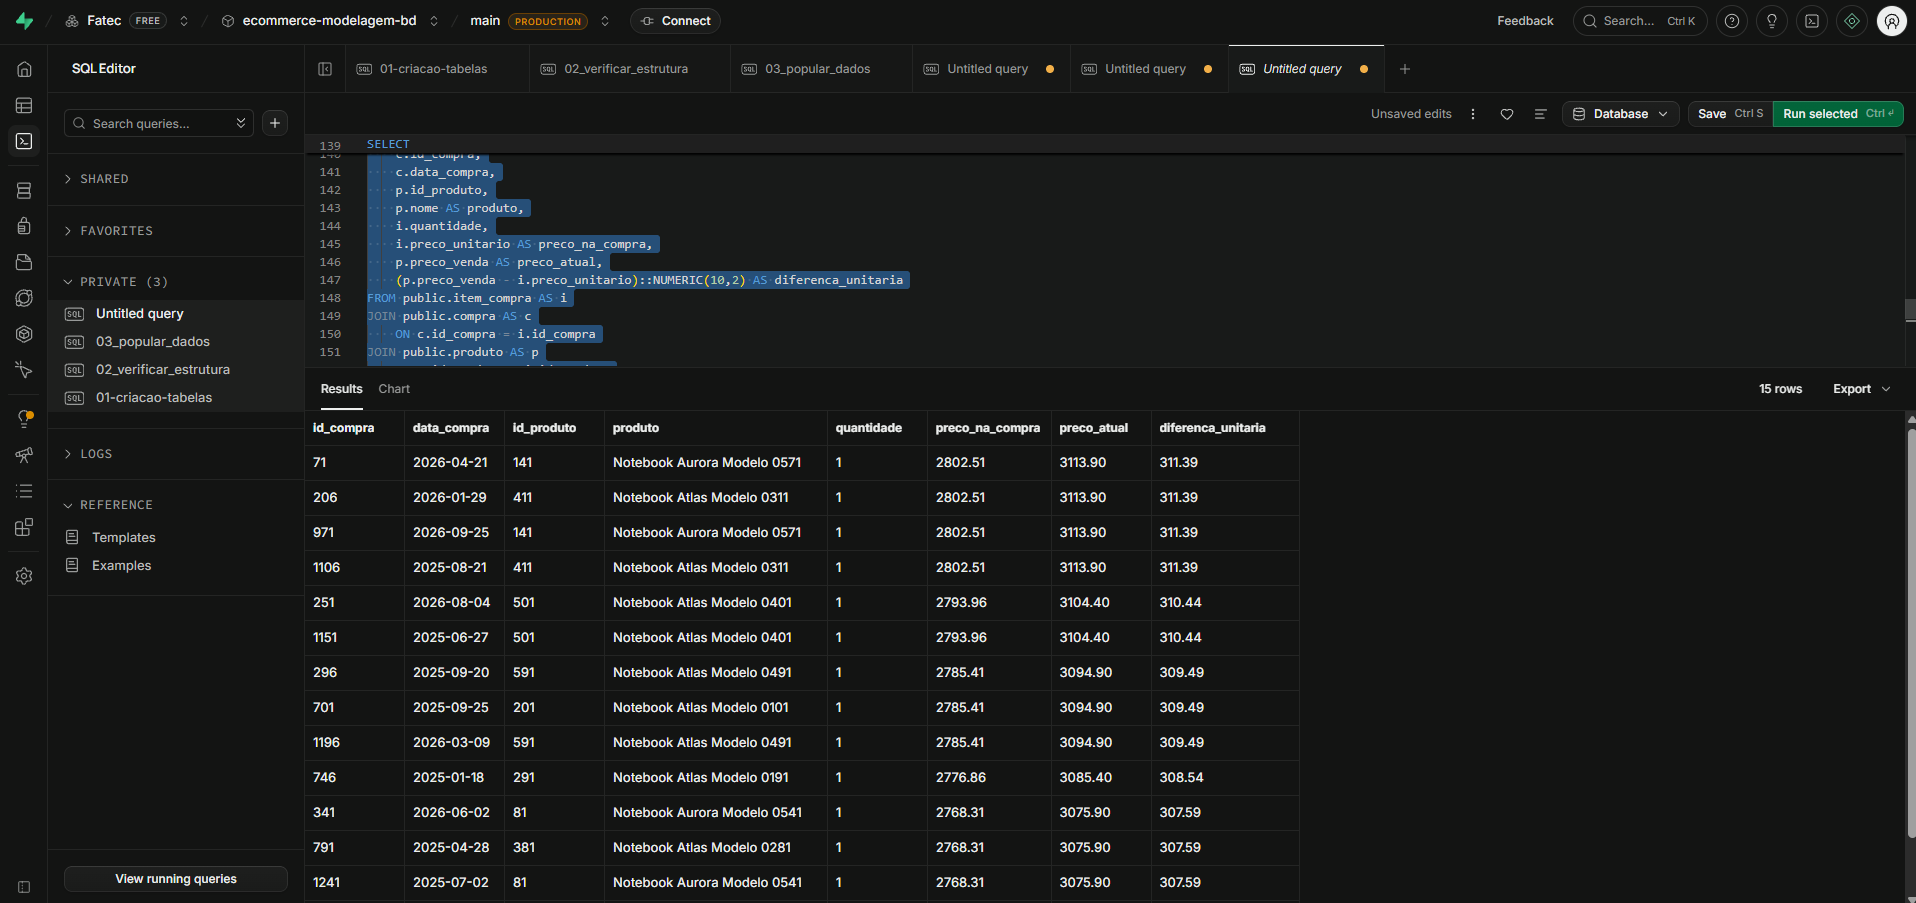 Fatec FREE / ecommerce-modelagem-bd / main PRODUCTION Connect Feedback Search... Ctrl K
SQL Editor
SQL 01-criacao-tabelas SQL 02_verificar_estrutura SQL 03_popular_dados SQL Untitled query SQL Untitled query SQL Untitled query
Search queries...
Unsaved edits Database Save Ctrl S Run selected Ctrl ↵
SHARED
FAVORITES
PRIVATE (3)
SQL Untitled query
SQL 03_popular_dados
SQL 02_verificar_estrutura
SQL 01-criacao-tabelas
LOGS
REFERENCE
Templates
Examples
View running queries
139 SELECT
140 c.id_compra,
141 c.data_compra,
142 p.id_produto,
143 p.nome AS produto,
144 i.quantidade,
145 i.preco_unitario AS preco_na_compra,
146 p.preco_venda AS preco_atual,
147 (p.preco_venda - i.preco_unitario)::NUMERIC(10,2) AS diferenca_unitaria
148 FROM public.item_compra AS i
149 JOIN public.compra AS c
150 ON c.id_compra = i.id_compra
151 JOIN public.produto AS p
Results Chart 15 rows Export
id_compra data_compra id_produto produto quantidade preco_na_compra preco_atual diferenca_unitaria
71 2026-04-21 141 Notebook Aurora Modelo 0571 1 2802.51 3113.90 311.39
206 2026-01-29 411 Notebook Atlas Modelo 0311 1 2802.51 3113.90 311.39
971 2026-09-25 141 Notebook Aurora Modelo 0571 1 2802.51 3113.90 311.39
1106 2025-08-21 411 Notebook Atlas Modelo 0311 1 2802.51 3113.90 311.39
251 2026-08-04 501 Notebook Atlas Modelo 0401 1 2793.96 3104.40 310.44
1151 2025-06-27 501 Notebook Atlas Modelo 0401 1 2793.96 3104.40 310.44
296 2025-09-20 591 Notebook Atlas Modelo 0491 1 2785.41 3094.90 309.49
701 2025-09-25 201 Notebook Atlas Modelo 0101 1 2785.41 3094.90 309.49
1196 2026-03-09 591 Notebook Atlas Modelo 0491 1 2785.41 3094.90 309.49
746 2025-01-18 291 Notebook Atlas Modelo 0191 1 2776.86 3085.40 308.54
341 2026-06-02 81 Notebook Aurora Modelo 0541 1 2768.31 3075.90 307.59
791 2025-04-28 381 Notebook Atlas Modelo 0281 1 2768.31 3075.90 307.59
1241 2025-07-02 81 Notebook Aurora Modelo 0541 1 2768.31 3075.90 307.59